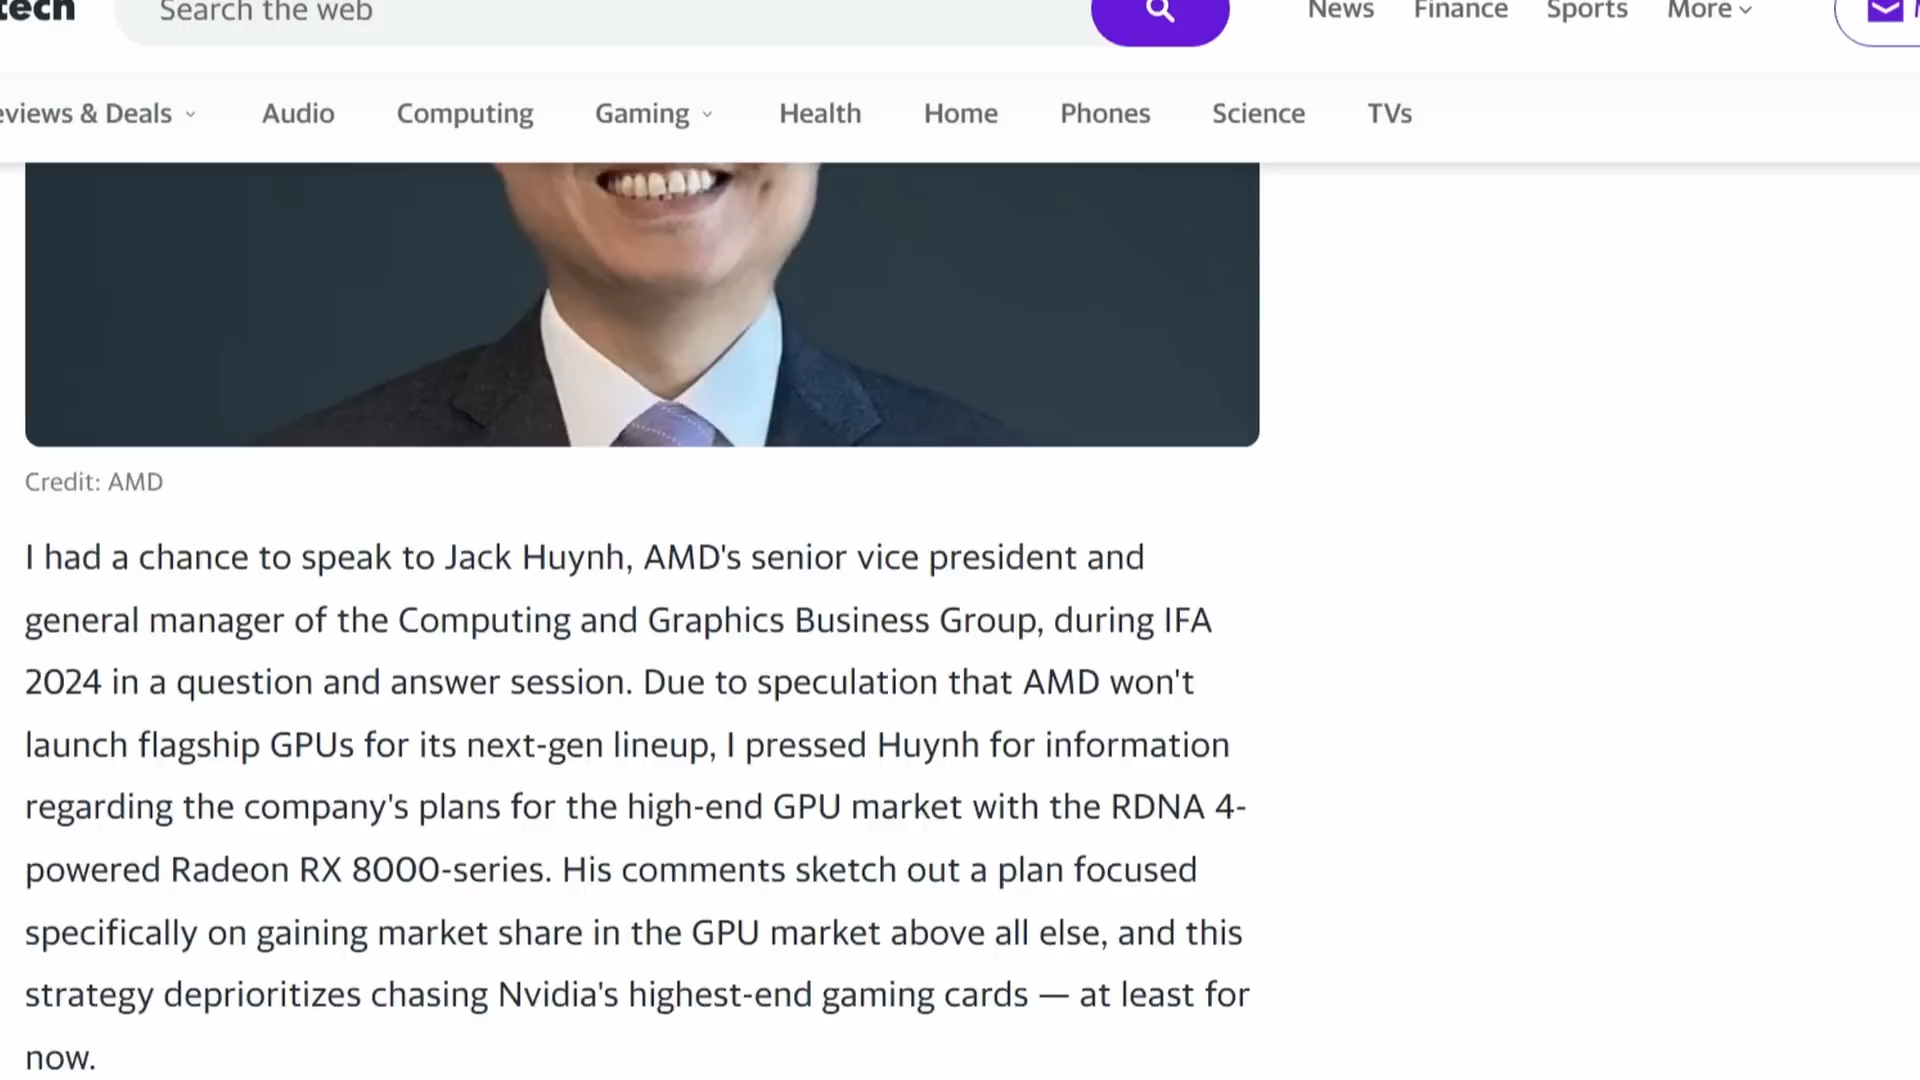 tech
Search the web
News
Finance
Sports
More
eviews & Deals
Audio
Computing
Gaming
Health
Home
Phones
Science
TVs
Credit: AMD
I had a chance to speak to Jack Huynh, AMD's senior vice president and
general manager of the Computing and Graphics Business Group, during IFA
2024 in a question and answer session. Due to speculation that AMD won't
launch flagship GPUs for its next-gen lineup, I pressed Huynh for information
regarding the company's plans for the high-end GPU market with the RDNA 4-
powered Radeon RX 8000-series. His comments sketch out a plan focused
specifically on gaining market share in the GPU market above all else, and this
strategy deprioritizes chasing Nvidia's highest-end gaming cards — at least for
now.